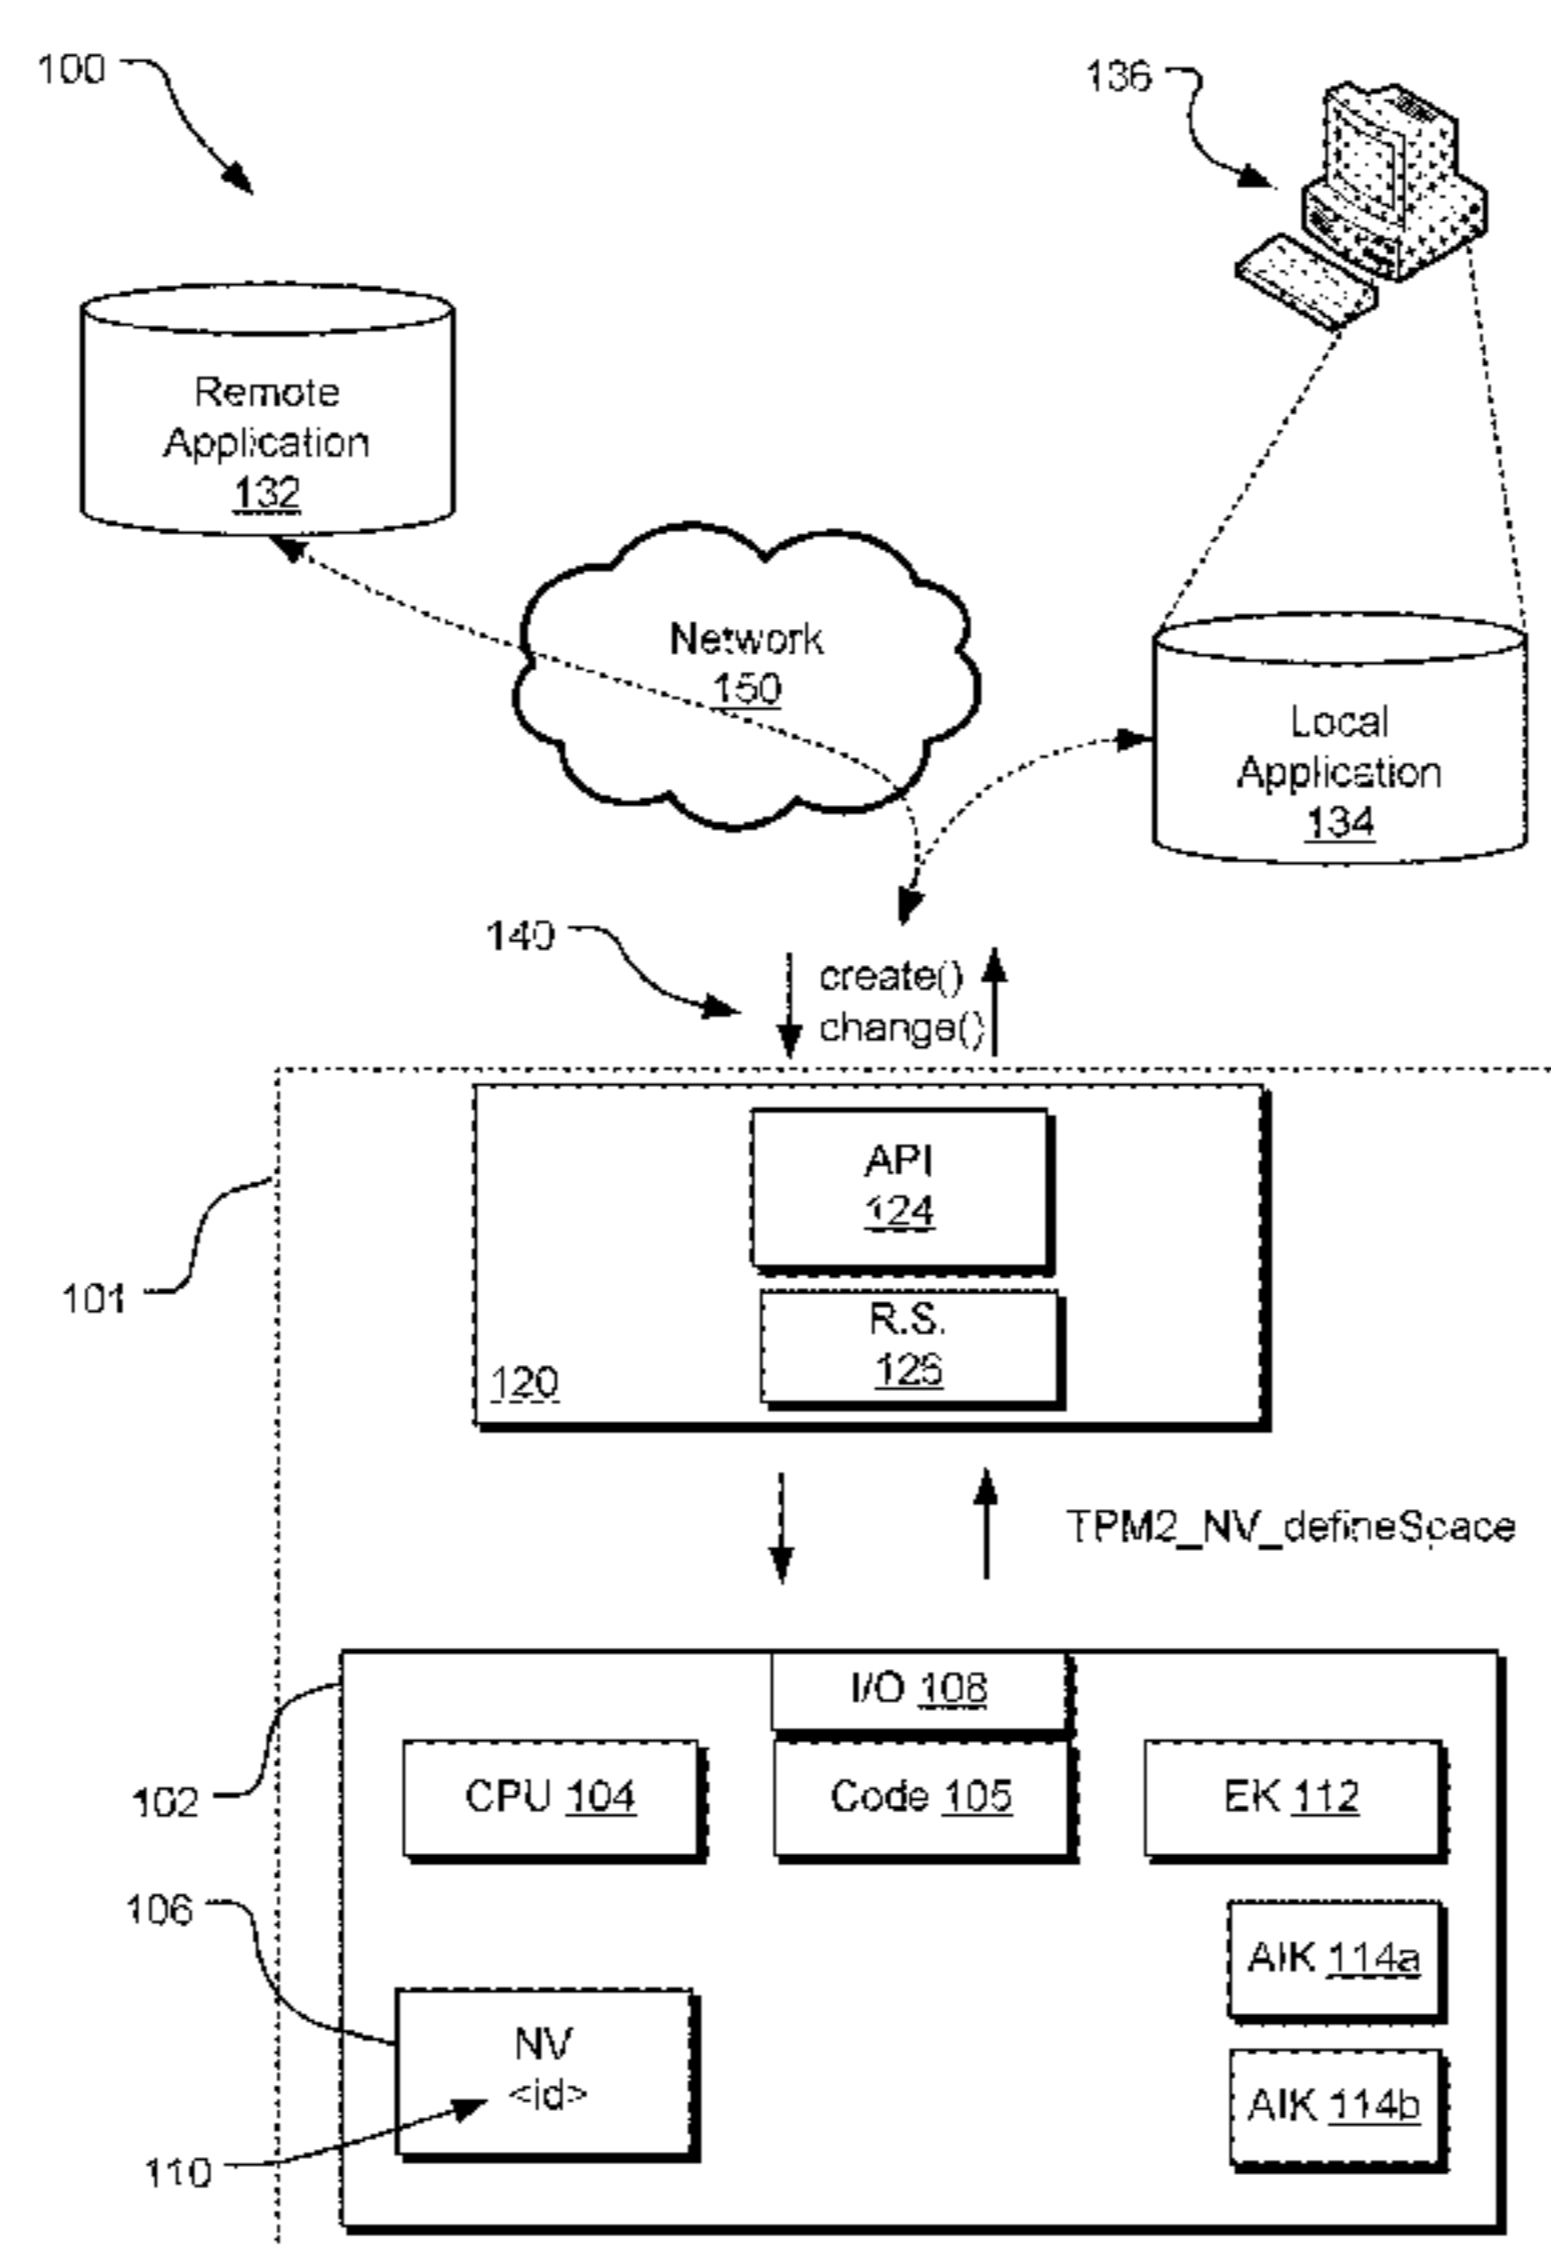 100
136
Remote
Application
132
Network
150
Local
Application
134
140
create()
change()
API
124
101
R.S.
126
120
TPM2_NV_defineSpace
I/O 108
102
CPU 104
Code 105
EK 112
106
AIK 114a
NV
<id>
AIK 114b
110